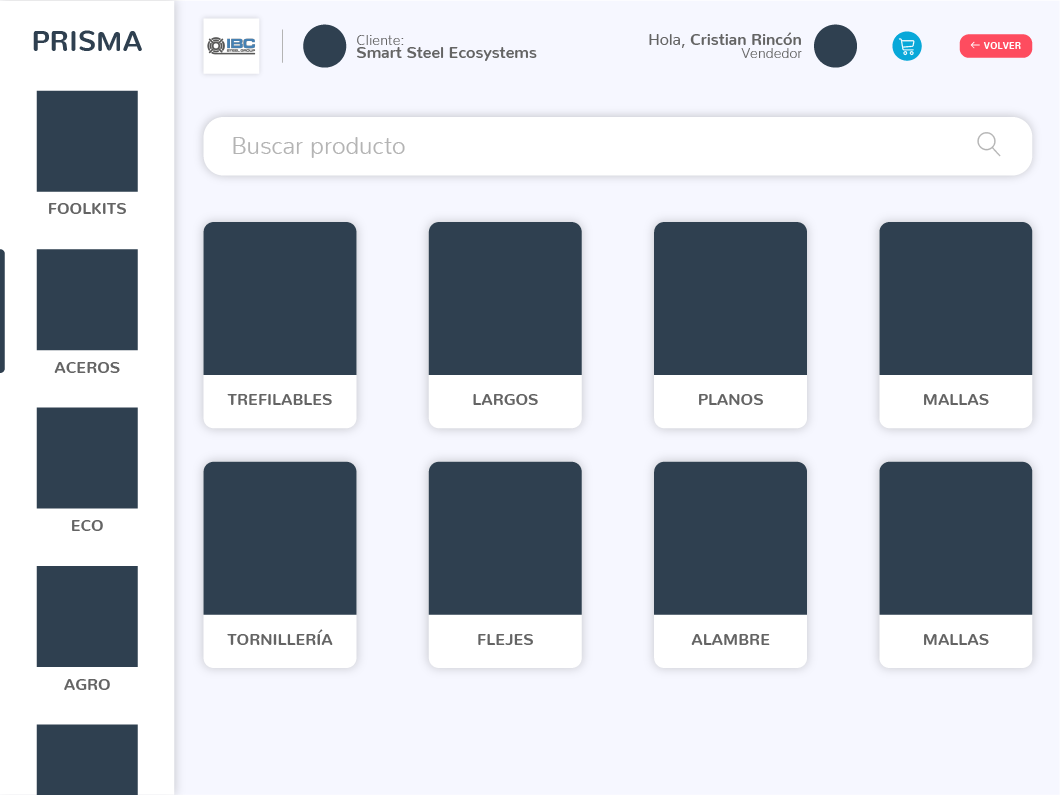 PRISMA
FOOLKITS
ACEROS
ECO
AGRO
IBC
STEEL GROUP
Cliente:
Smart Steel Ecosystems
Hola, Cristian Rincón
Vendedor
← VOLVER
Buscar producto
TREFILABLES
LARGOS
PLANOS
MALLAS
TORNILLERÍA
FLEJES
ALAMBRE
MALLAS